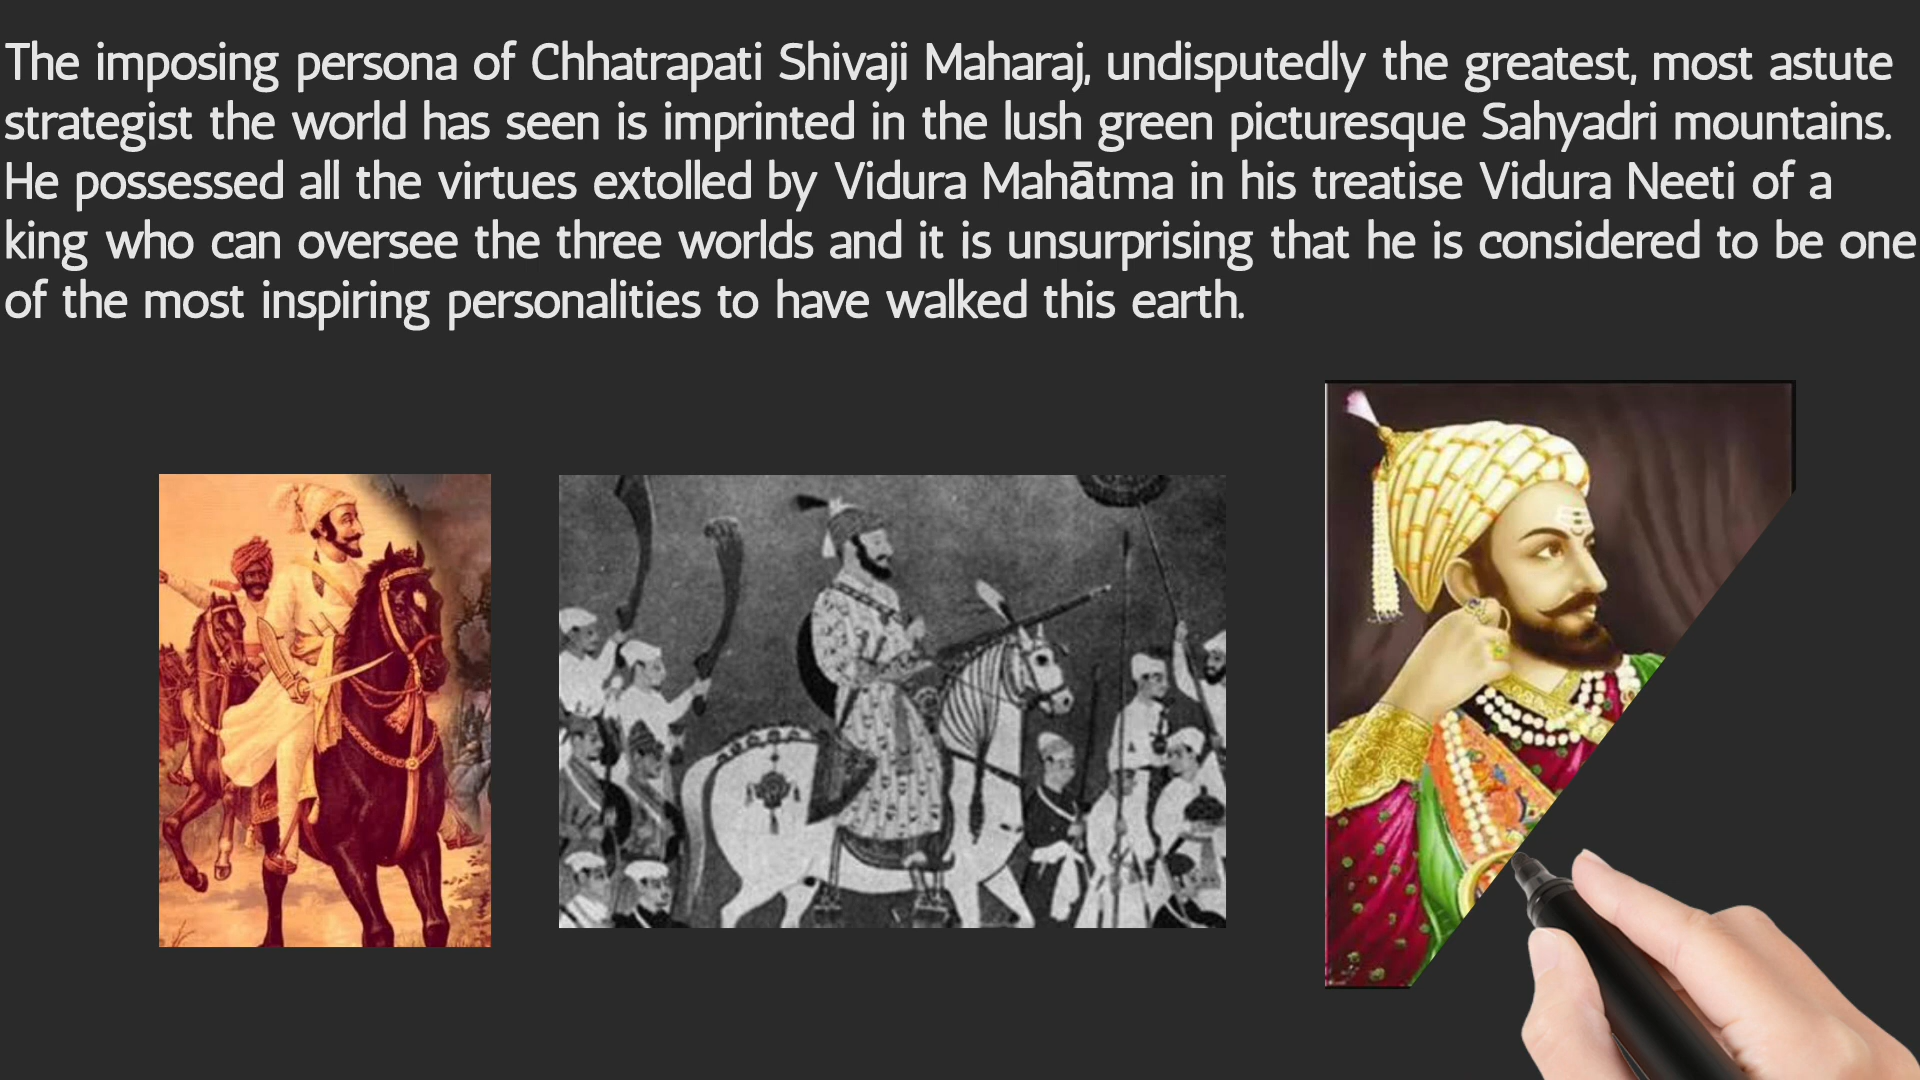 The imposing persona of Chhatrapati Shivaji Maharaj, undisputedly the greatest, most astute
strategist the world has seen is imprinted in the lush green picturesque Sahyadri mountains.
He possessed all the virtues extolled by Vidura Mahātma in his treatise Vidura Neeti of a
king who can oversee the three worlds and it is unsurprising that he is considered to be one
of the most inspiring personalities to have walked this earth.